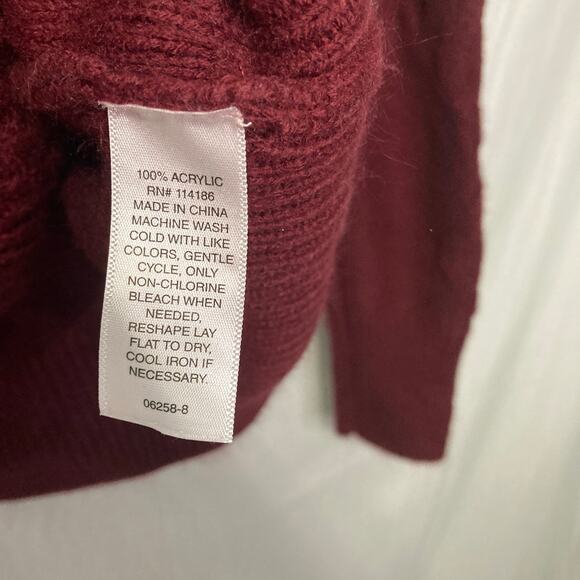 100% ACRYLIC
RN# 114186
MADE IN CHINA
MACHINE WASH
COLD WITH LIKE
COLORS, GENTLE
CYCLE, ONLY
NON-CHLORINE
BLEACH WHEN
NEEDED,
RESHAPE LAY
FLAT TO DRY,
COOL IRON IF
NECESSARY.
06258-8